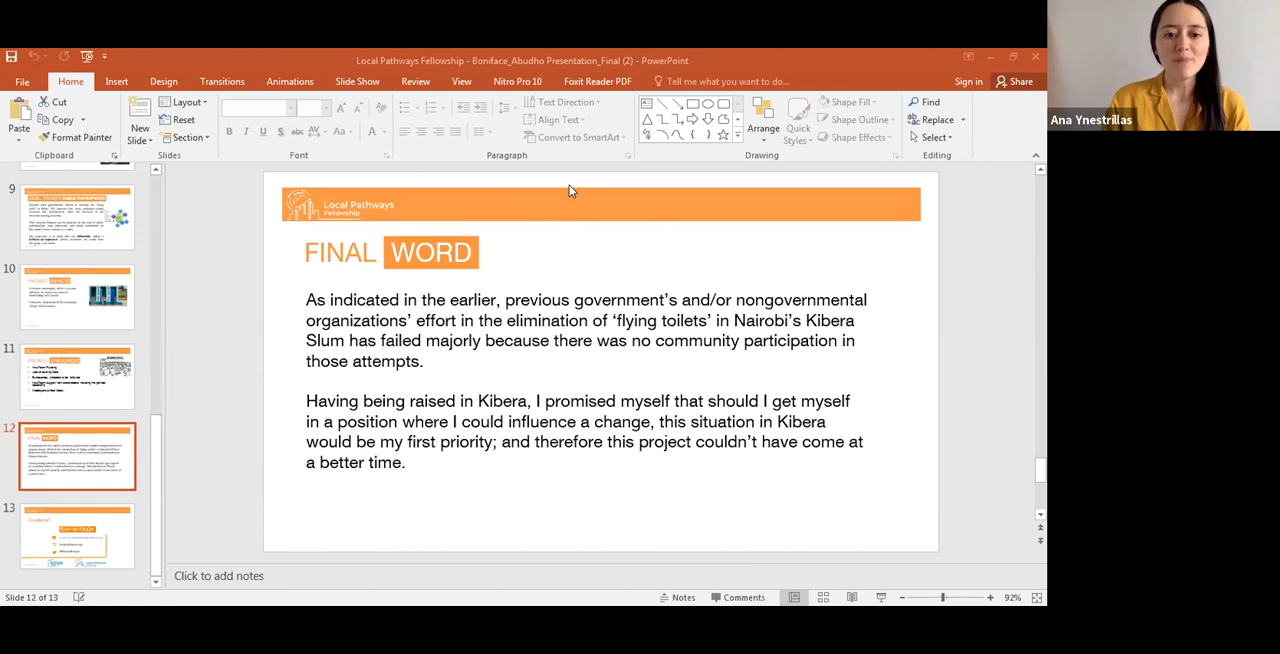 Local Pathways Fellowship - Boniface_Abudho Presentation_Final (2) - PowerPoint
File Home Insert Design Transitions Animations Slide Show Review View Nitro Pro 10 Foxit Reader PDF Tell me what you want to do... Sign in Share
Paste
Cut
Copy
Format Painter
Clipboard
New Slide
Layout
Reset
Section
Slides
Font
Text Direction
Align Text
Convert to SmartArt
Paragraph
Arrange
Quick Styles
Shape Fill
Shape Outline
Shape Effects
Drawing
Find
Replace
Select
Editing
Ana Ynestrillas
9
10
11
12
FINAL WORD
13
Local Pathways
Fellowship
FINAL WORD
As indicated in the earlier, previous government's and/or nongovernmental
organizations' effort in the elimination of 'flying toilets' in Nairobi's Kibera
Slum has failed majorly because there was no community participation in
those attempts.
Having being raised in Kibera, I promised myself that should I get myself
in a position where I could influence a change, this situation in Kibera
would be my first priority, and therefore this project couldn't have come at
a better time.
Click to add notes
Slide 12 of 13 Notes Comments 92%